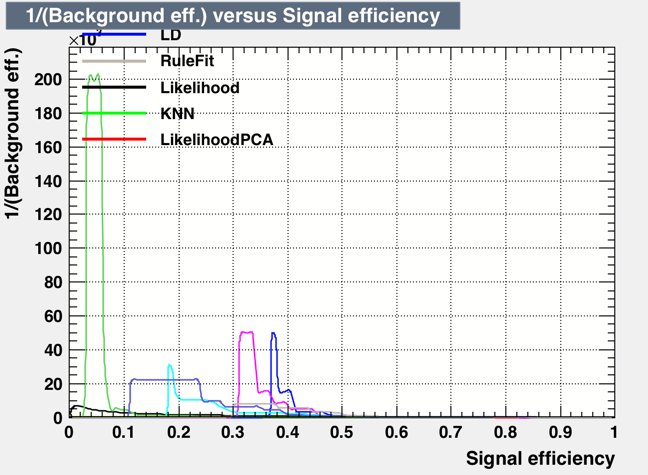 1/(Background eff.) versus Signal efficiency
×10³
LD
RuleFit
Likelihood
KNN
LikelihoodPCA
1/(Background eff.)
200
180
160
140
120
100
80
60
40
20
0
0 0.1 0.2 0.3 0.4 0.5 0.6 0.7 0.8 0.9 1
Signal efficiency